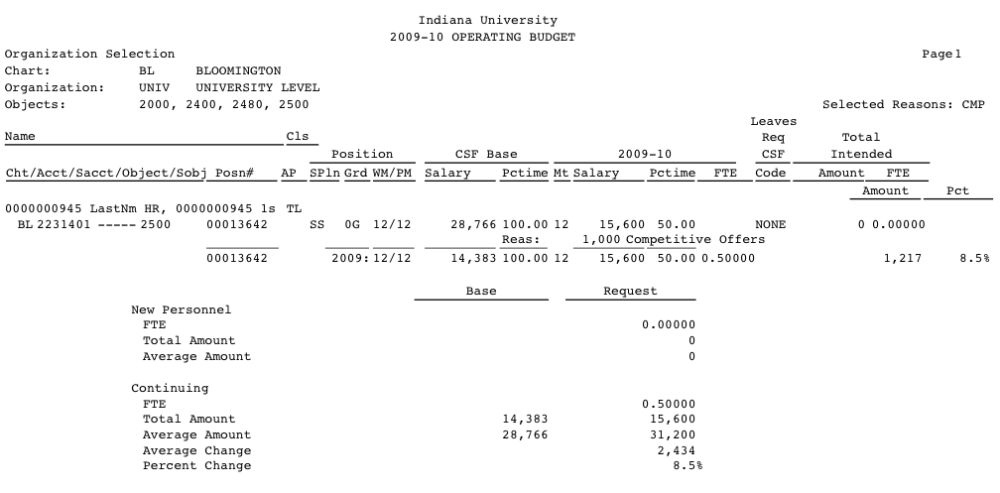 Indiana University
2009-10 OPERATING BUDGET
Organization Selection Page1
Chart: BL BLOOMINGTON
Organization: UNIV UNIVERSITY LEVEL
Objects: 2000, 2400, 2480, 2500 Selected Reasons: CMP
Leaves
Name Cls Req Total
Position CSF Base 2009-10 CSF Intended
Cht/Acct/Sacct/Object/Sobj Posn# AP SPln Grd WM/PM Salary Pctime Mt Salary Pctime FTE Code Amount FTE
Amount Pct
0000000945 LastNm HR, 0000000945 1s TL
BL 2231401 ----- 2500 00013642 SS 0G 12/12 28,766 100.00 12 15,600 50.00 NONE 0 0.00000
Reas: 1,000 Competitive Offers
00013642 2009: 12/12 14,383 100.00 12 15,600 50.00 0.50000 1,217 8.5%
Base Request
New Personnel
FTE 0.00000
Total Amount 0
Average Amount 0
Continuing
FTE 0.50000
Total Amount 14,383 15,600
Average Amount 28,766 31,200
Average Change 2,434
Percent Change 8.5%